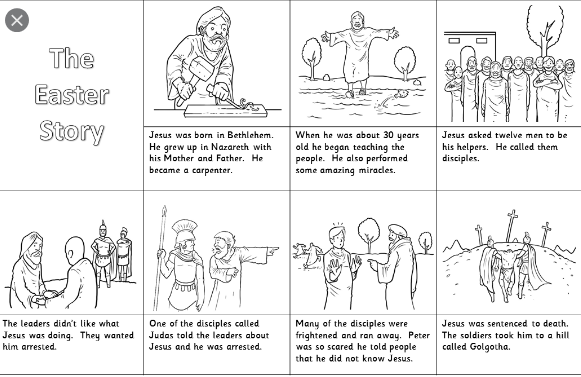 The
Easter
Story
Jesus was born in Bethlehem.
He grew up in Nazareth with
his Mother and Father. He
became a carpenter.
When he was about 30 years
old he began teaching the
people. He also performed
some amazing miracles.
Jesus asked twelve men to be
his helpers. He called them
disciples.
The leaders didn't like what
Jesus was doing. They wanted
him arrested.
One of the disciples called
Judas told the leaders about
Jesus and he was arrested.
Many of the disciples were
frightened and ran away. Peter
was so scared he told people
that he did not know Jesus.
Jesus was sentenced to death.
The soldiers took him to a hill
called Golgotha.